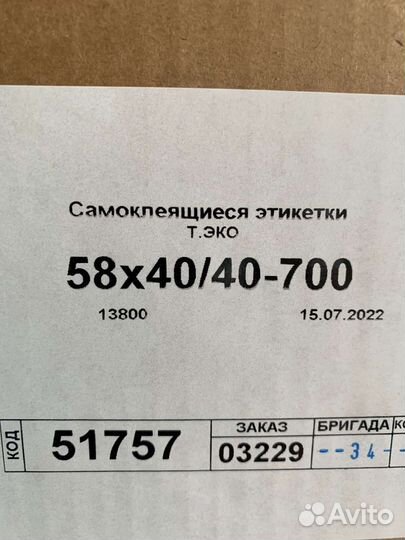 Самоклеящиеся этикетки
Т.ЭКО
58х40/40-700
13800 15.07.2022
КОД 51757 ЗАКАЗ 03229 БРИГАДА --34--
Avito